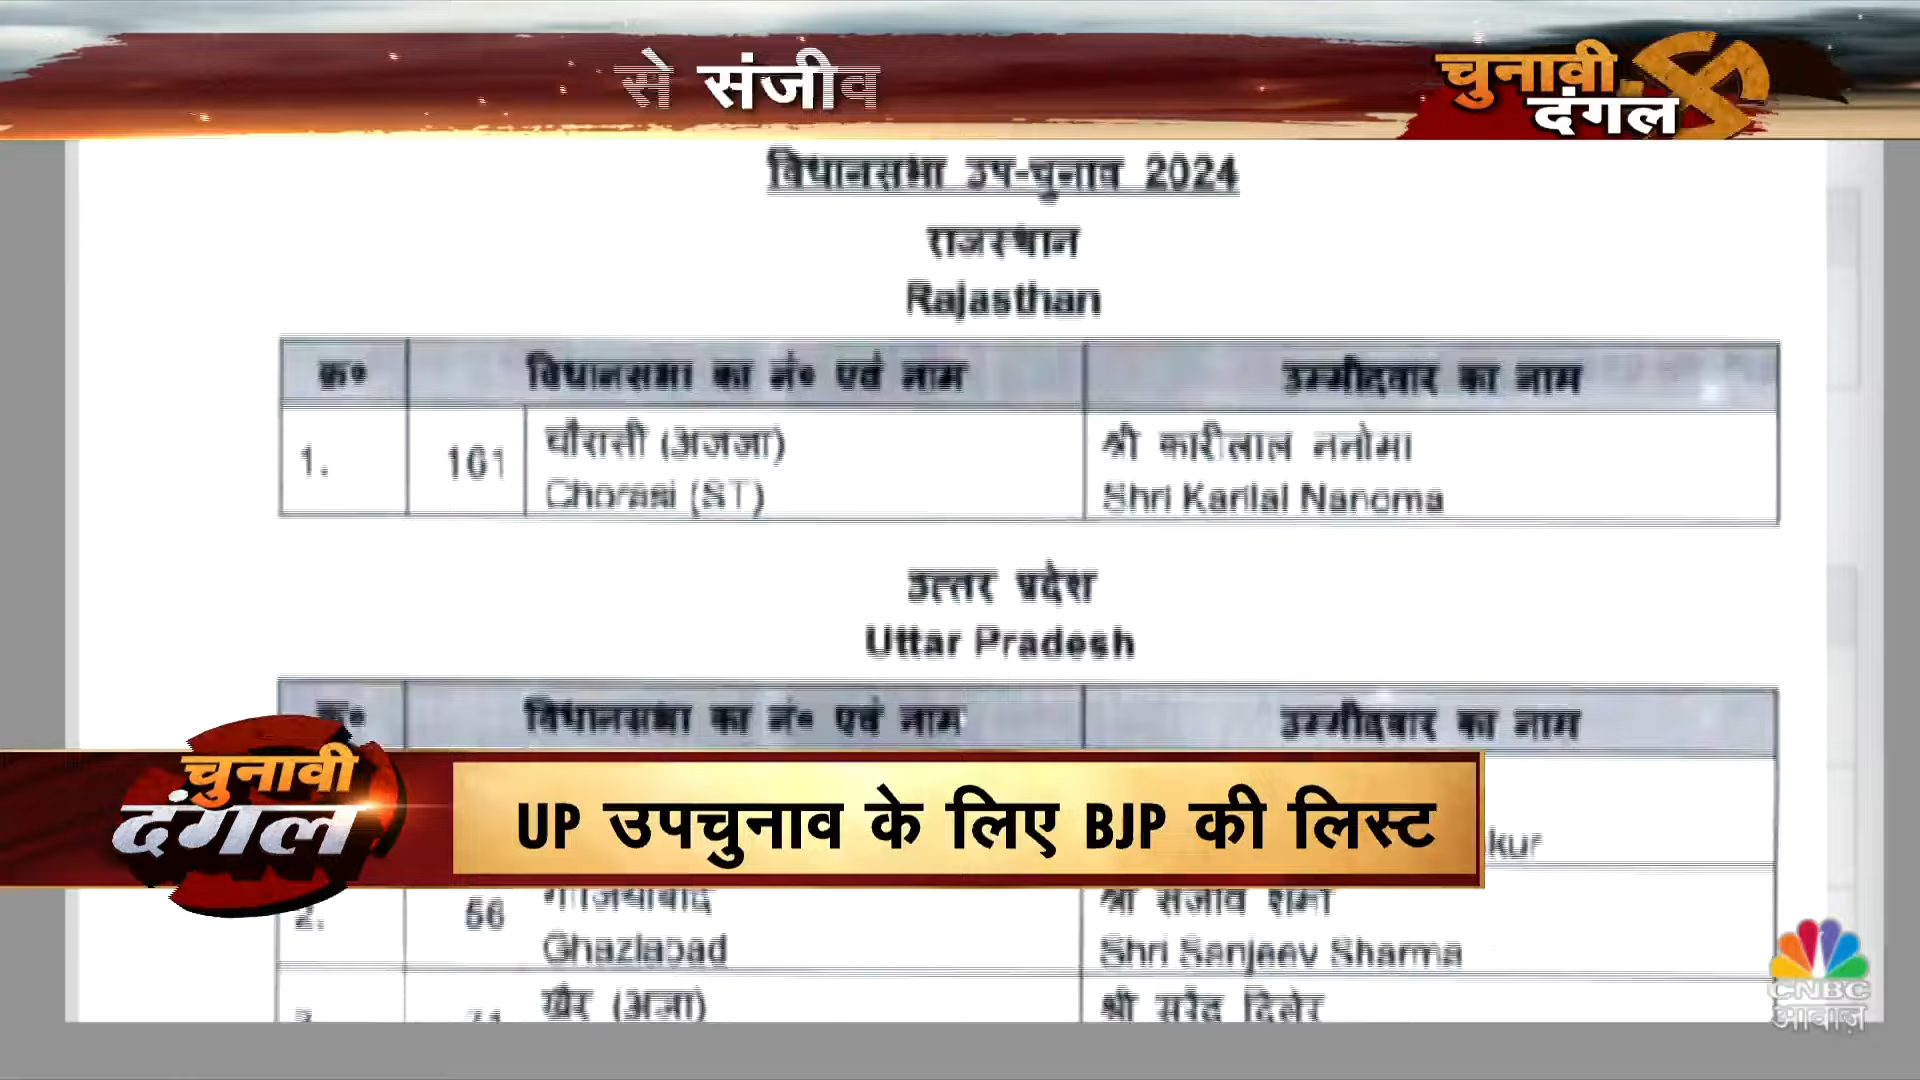 से संजीव
चुनावी
दंगल
विधानसभा उप-चुनाव 2024
राजस्थान
Rajasthan
क्र० विधानसभा का नं० एवं नाम उम्मीदवार का नाम
1. 161 चौरासी (अजजा) श्री कारीलाल ननोमा
Chorasi (ST) Shri Karilal Nanoma
उत्तर प्रदेश
Uttar Pradesh
क्र० विधानसभा का नं० एवं नाम उम्मीदवार का नाम
चुनावी
दंगल
UP उपचुनाव के लिए BJP की लिस्ट
kur
2. 56 गाजियाबाद श्री संजीव शर्मा
Ghaziabad Shri Sanjeev Sharma
खैर (अजा) श्री सुरेंद्र दिलेर
CNBC
आवाज़